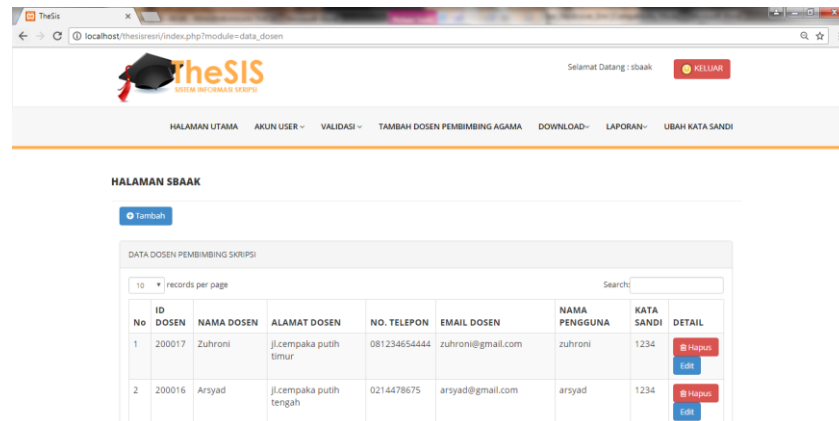 TheSis
localhost/thesisresri/index.php?module=data_dosen
TheSIS
SISTEM INFORMASI SKRIPSI
Selamat Datang : sbaak
KELUAR
HALAMAN UTAMA AKUN USER VALIDASI TAMBAH DOSEN PEMBIMBING AGAMA DOWNLOAD LAPORAN UBAH KATA SANDI
HALAMAN SBAAK
Tambah
DATA DOSEN PEMBIMBING SKRIPSI
10 records per page Search:
No ID DOSEN NAMA DOSEN ALAMAT DOSEN NO. TELEPON EMAIL DOSEN NAMA PENGGUNA KATA SANDI DETAIL
1 200017 Zuhroni jl.cempaka putih timur 081234654444 zuhroni@gmail.com zuhroni 1234 Hapus
Edit
2 200016 Arsyad jl.cempaka putih tengah 0214478675 arsyad@gmail.com arsyad 1234 Hapus
Edit